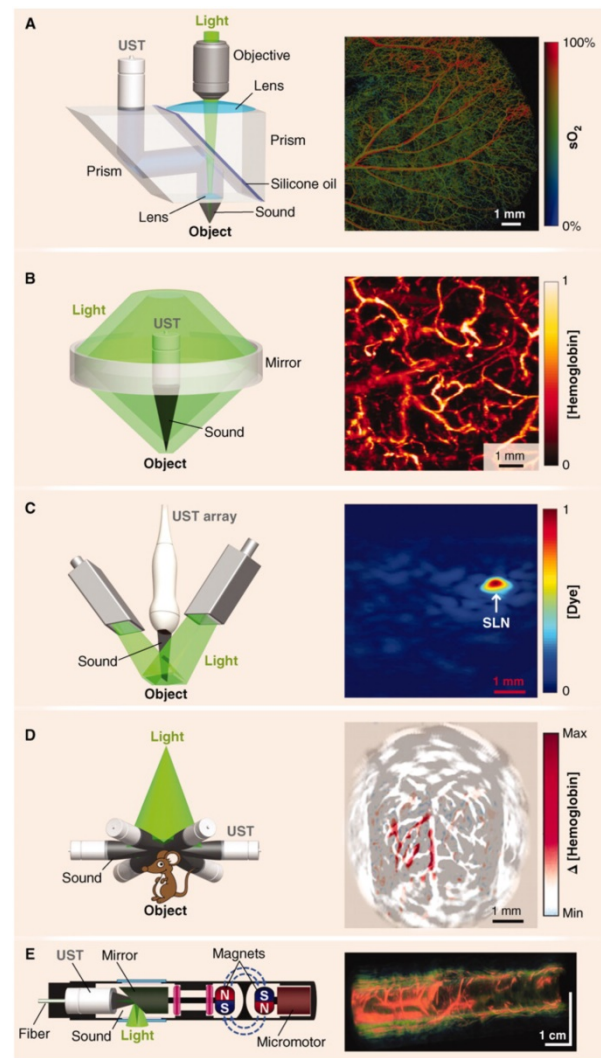 A
Light
UST
Objective
Lens
Prism
Prism
Silicone oil
Lens
Sound
Object
100%
sO2
1 mm
0%
B
Light
UST
Mirror
Sound
Object
1
[Hemoglobin]
1 mm
0
C
UST array
Sound
Light
Object
1
[Dye]
SLN
1 mm
0
D
Light
UST
Sound
Object
Max
Δ [Hemoglobin]
1 mm
Min
E
UST
Mirror
Magnets
N
S
S
N
Fiber
Sound
Light
Micromotor
1 cm